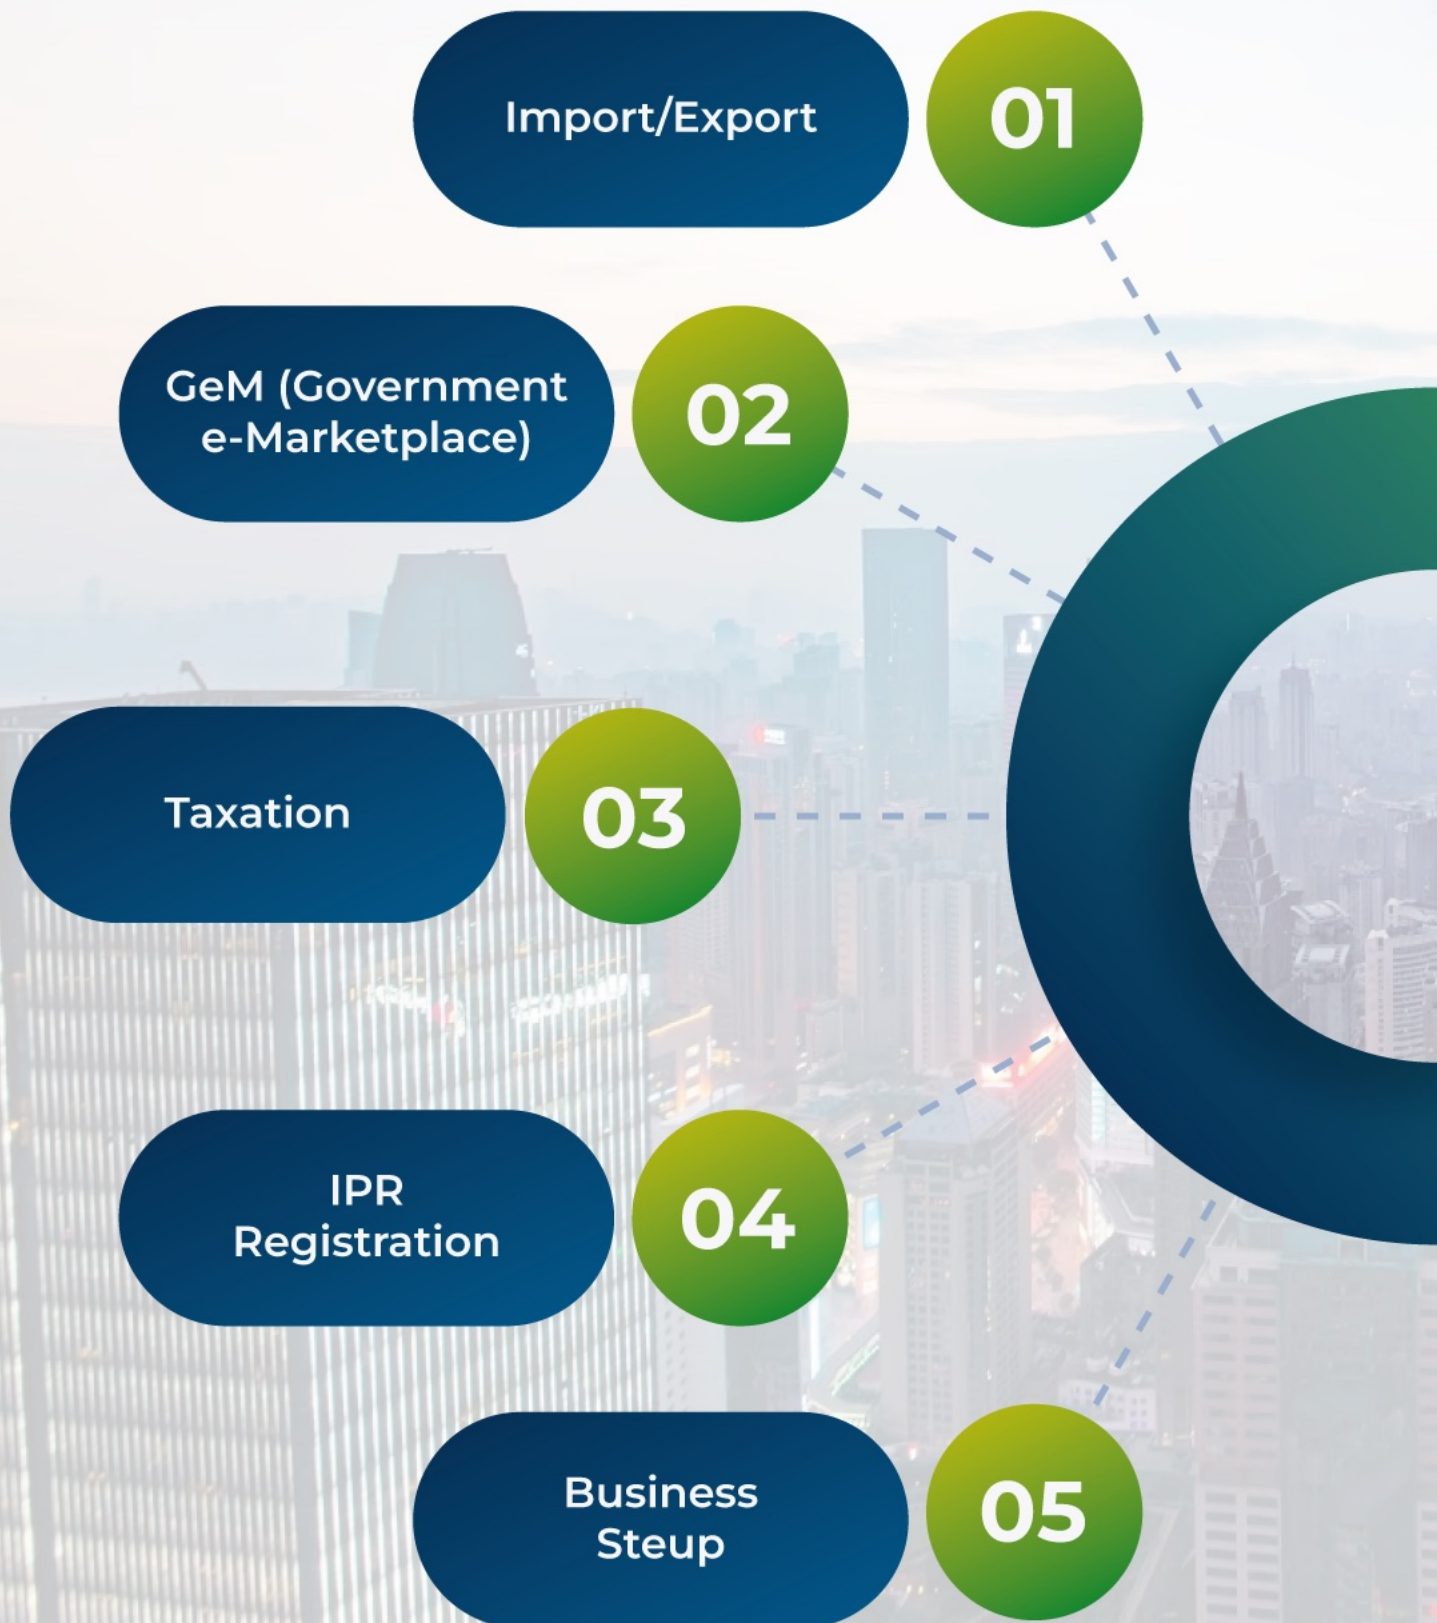 Import/Export
01
GeM (Government
e-Marketplace)
02
Taxation
03
IPR
Registration
04
Business
Steup
05